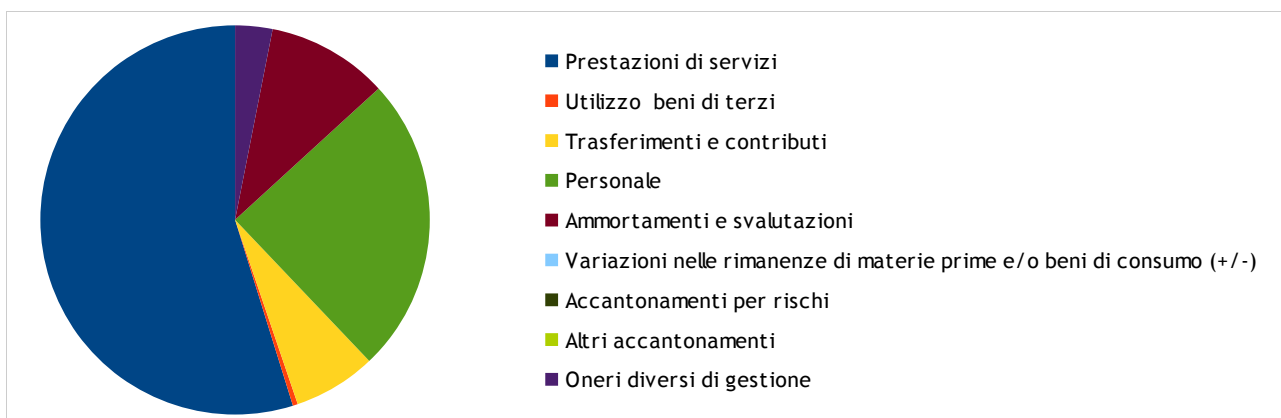 Prestazioni di servizi
Utilizzo beni di terzi
Trasferimenti e contributi
Personale
Ammortamenti e svalutazioni
Variazioni nelle rimanenze di materie prime e/o beni di consumo (+/-)
Accantonamenti per rischi
Altri accantonamenti
Oneri diversi di gestione